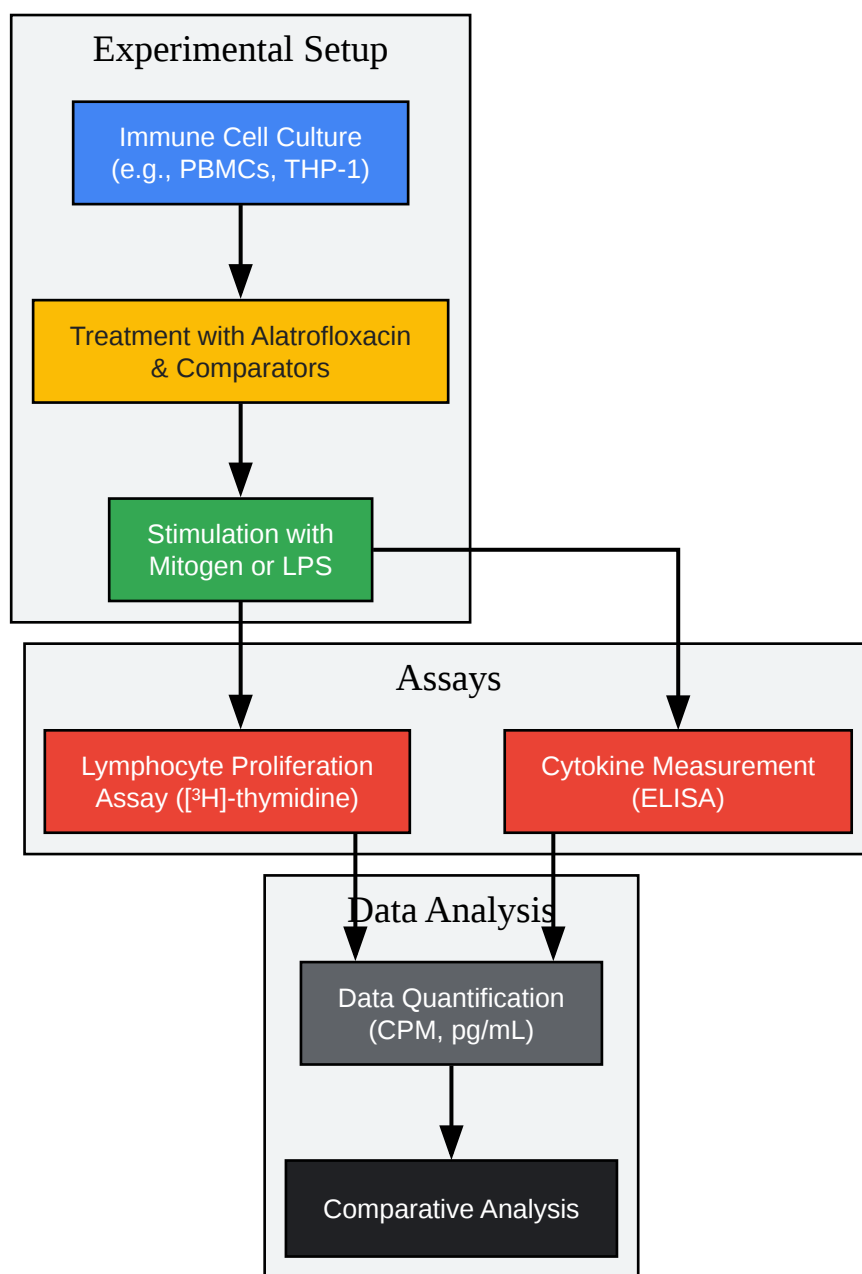 Experimental Setup
Immune Cell Culture
(e.g., PBMCs, THP-1)
Treatment with Alatrofloxacin
& Comparators
Stimulation with
Mitogen or LPS
Assays
Lymphocyte Proliferation
Assay ([³H]-thymidine)
Cytokine Measurement
(ELISA)
Data Analysis
Data Quantification
(CPM, pg/mL)
Comparative Analysis